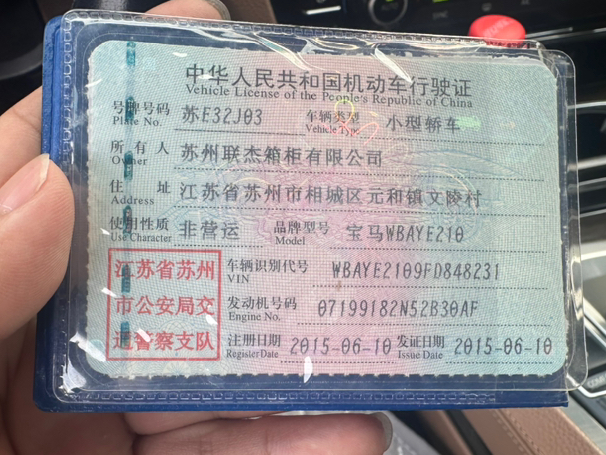 中华人民共和国机动车行驶证
Vehicle License of the People's Republic of China
号牌号码 苏E32J03 车辆类型 小型轿车
Plate No. Vehicle Type
所有人 苏州联杰箱柜有限公司
Owner
住址 江苏省苏州市相城区元和镇文陵村
Address
使用性质 非营运 品牌型号 宝马WBAYE210
Use Character Model
江苏省苏州
市公安局交
通警察支队
车辆识别代号 WBAYE2109FD848231
VIN
发动机号码 07199182N52B30AF
Engine No.
注册日期 2015-06-10 发证日期 2015-06-10
Register Date Issue Date